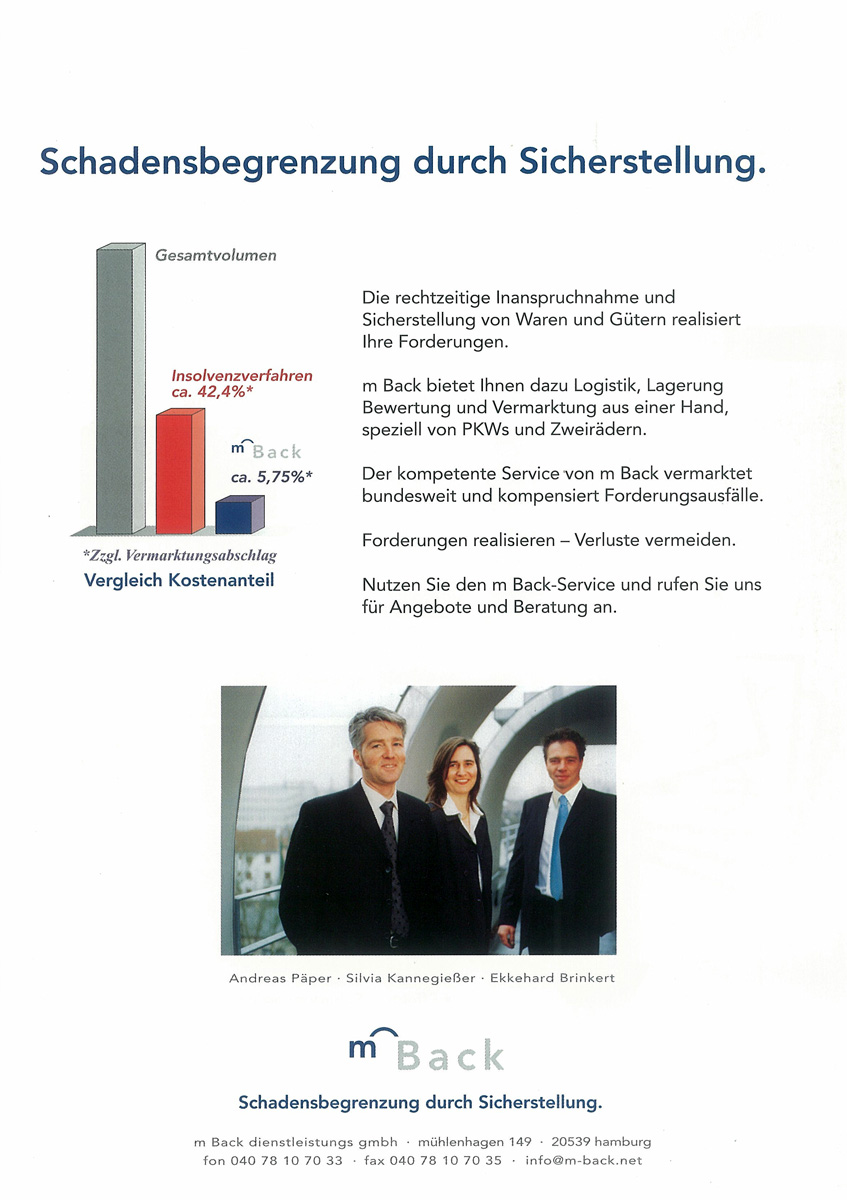 Schadensbegrenzung durch Sicherstellung.
Gesamtvolumen
Insolvenzverfahren
ca. 42,4%*
m Back
ca. 5,75%*
*Zzgl. Vermarktungsabschlag
Vergleich Kostenanteil
Die rechtzeitige Inanspruchnahme und
Sicherstellung von Waren und Gütern realisiert
Ihre Forderungen.
m Back bietet Ihnen dazu Logistik, Lagerung
Bewertung und Vermarktung aus einer Hand,
speziell von PKWs und Zweirädern.
Der kompetente Service von m Back vermarktet
bundesweit und kompensiert Forderungsausfälle.
Forderungen realisieren – Verluste vermeiden.
Nutzen Sie den m Back-Service und rufen Sie uns
für Angebote und Beratung an.
Andreas Päper · Silvia Kannegießer · Ekkehard Brinkert
m Back
Schadensbegrenzung durch Sicherstellung.
m Back dienstleistungs gmbh · mühlenhagen 149 · 20539 hamburg
fon 040 78 10 70 33 · fax 040 78 10 70 35 · info@m-back.net